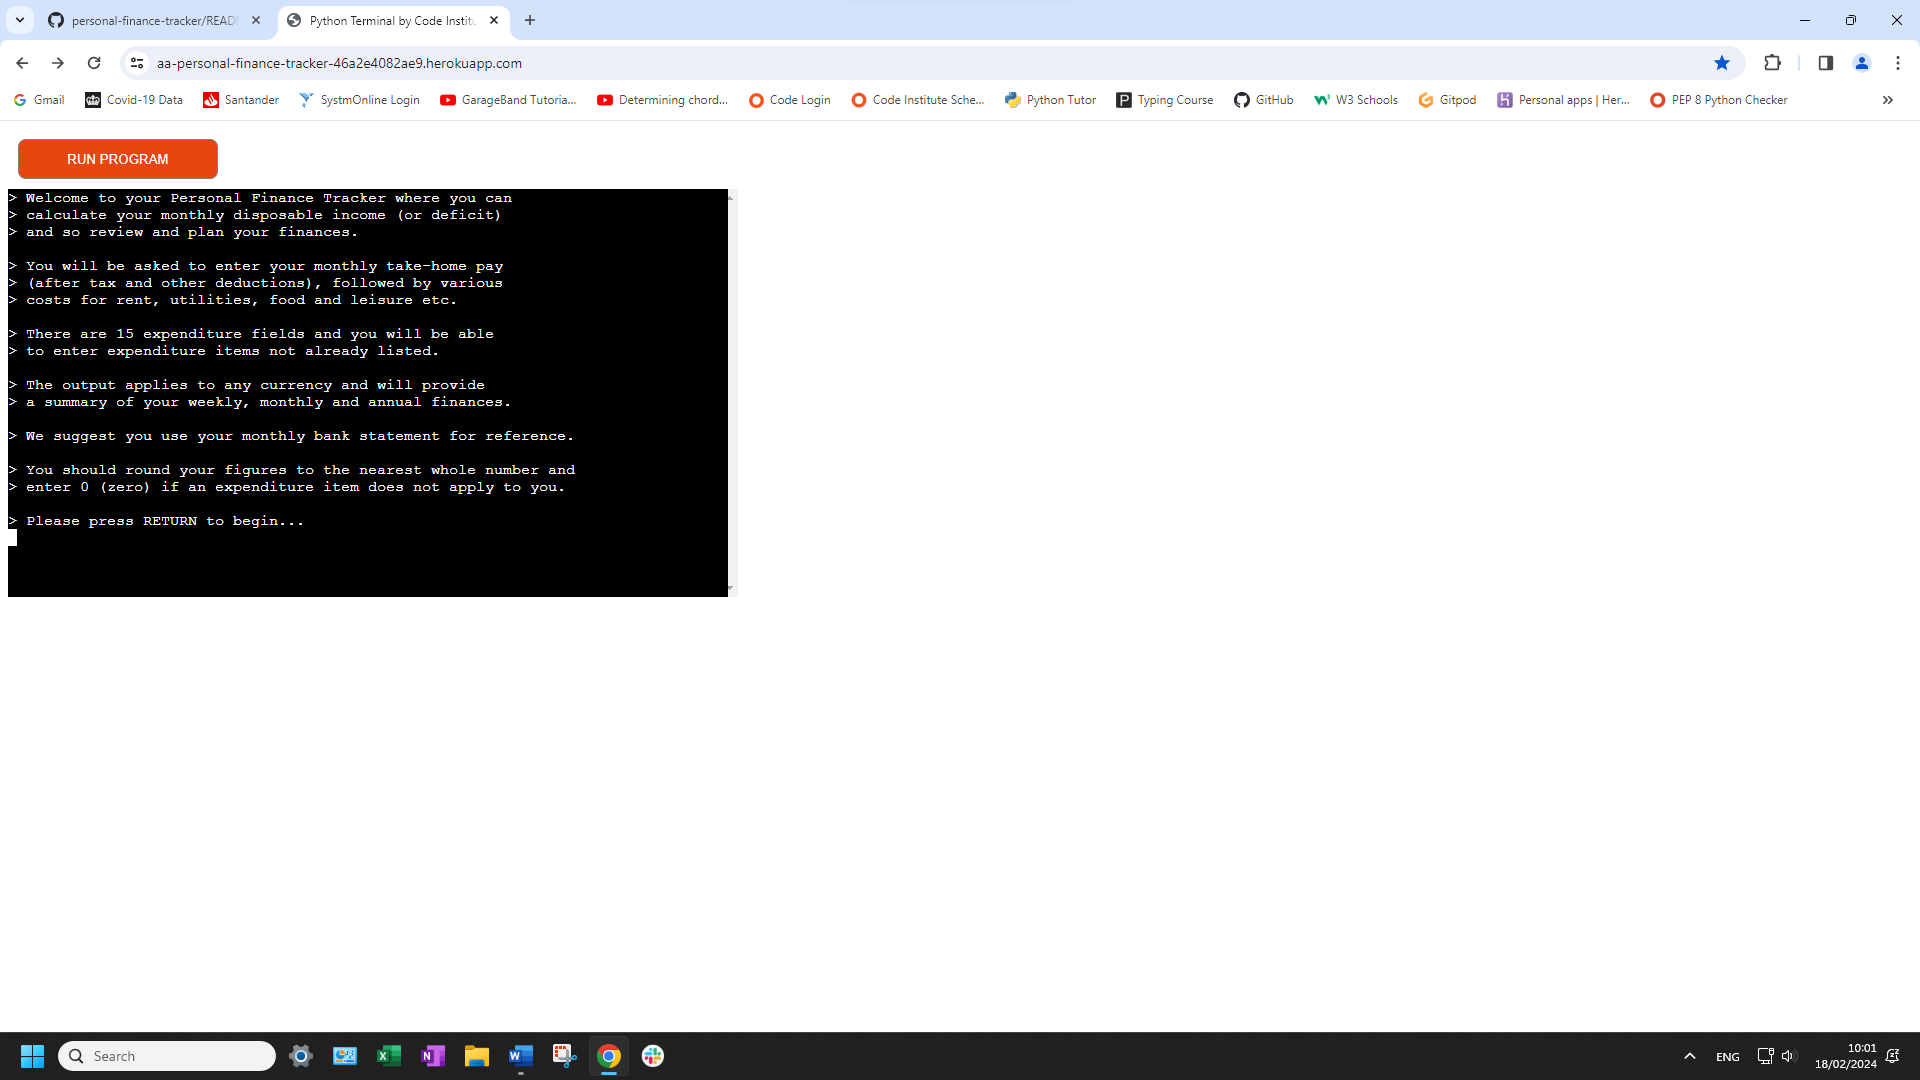 personal-finance-tracker/READ
Python Terminal by Code Institu
aa-personal-finance-tracker-46a2e4082ae9.herokuapp.com
Gmail
Covid-19 Data
Santander
SystmOnline Login
GarageBand Tutoria...
Determining chord...
Code Login
Code Institute Sche...
Python Tutor
Typing Course
GitHub
W3 Schools
Gitpod
Personal apps | Her...
PEP 8 Python Checker
RUN PROGRAM
> Welcome to your Personal Finance Tracker where you can
> calculate your monthly disposable income (or deficit)
> and so review and plan your finances.
> You will be asked to enter your monthly take-home pay
> (after tax and other deductions), followed by various
> costs for rent, utilities, food and leisure etc.
> There are 15 expenditure fields and you will be able
> to enter expenditure items not already listed.
> The output applies to any currency and will provide
> a summary of your weekly, monthly and annual finances.
> We suggest you use your monthly bank statement for reference.
> You should round your figures to the nearest whole number and
> enter 0 (zero) if an expenditure item does not apply to you.
> Please press RETURN to begin...
Search
ENG
10:01
18/02/2024